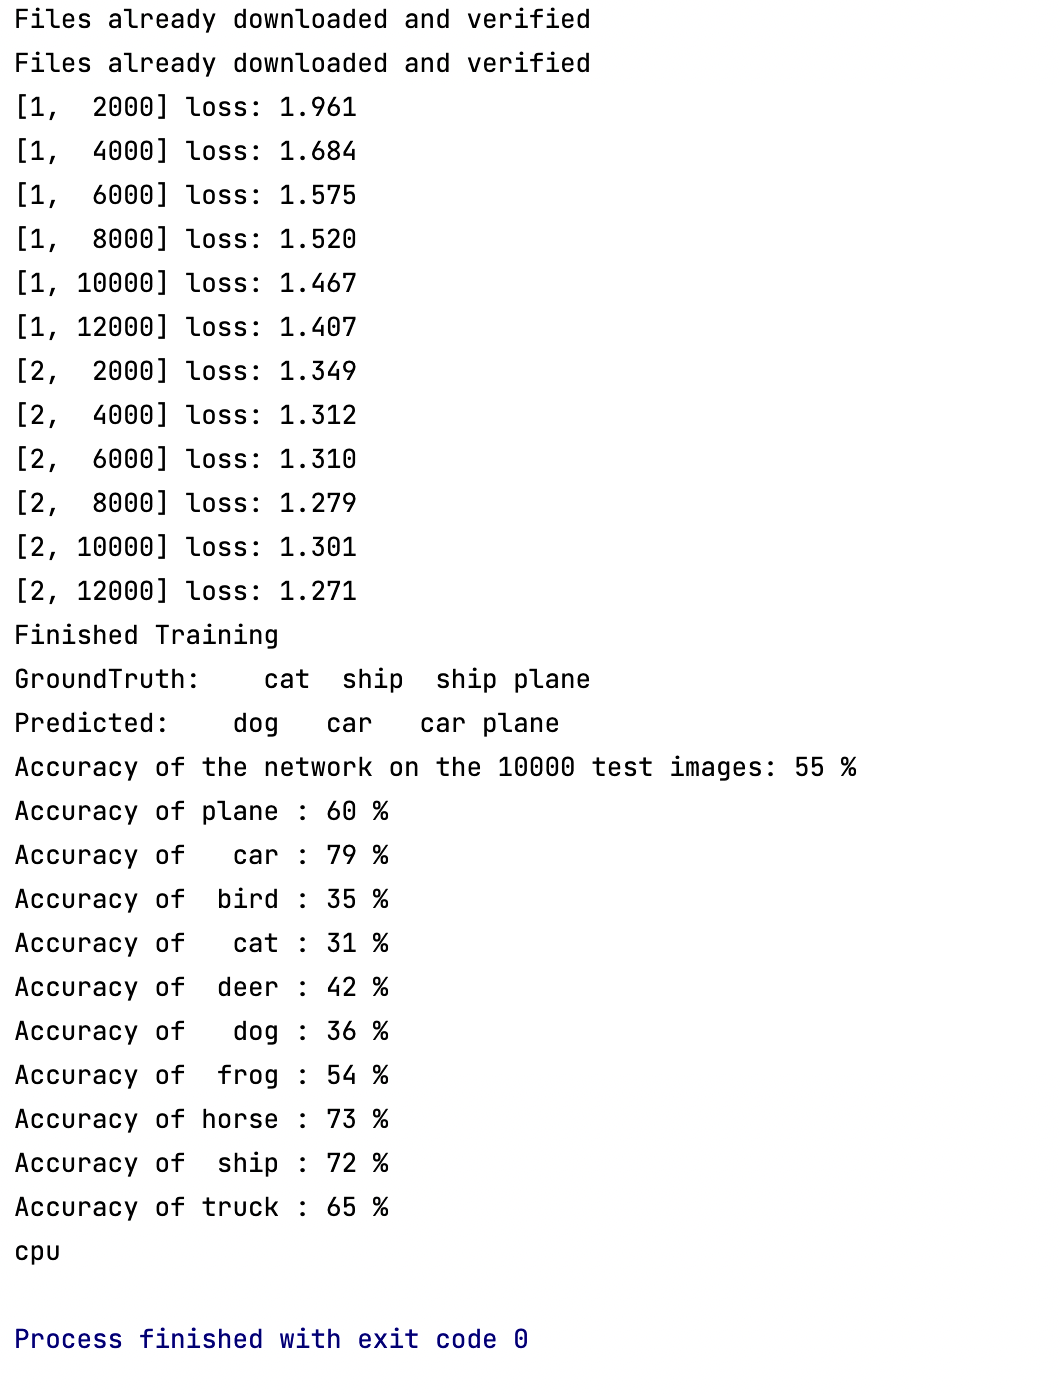 Files already downloaded and verified
Files already downloaded and verified
[1,  2000] loss: 1.961
[1,  4000] loss: 1.684
[1,  6000] loss: 1.575
[1,  8000] loss: 1.520
[1, 10000] loss: 1.467
[1, 12000] loss: 1.407
[2,  2000] loss: 1.349
[2,  4000] loss: 1.312
[2,  6000] loss: 1.310
[2,  8000] loss: 1.279
[2, 10000] loss: 1.301
[2, 12000] loss: 1.271
Finished Training
GroundTruth:    cat  ship  ship plane
Predicted:    dog   car   car plane
Accuracy of the network on the 10000 test images: 55 %
Accuracy of plane : 60 %
Accuracy of   car : 79 %
Accuracy of  bird : 35 %
Accuracy of   cat : 31 %
Accuracy of  deer : 42 %
Accuracy of   dog : 36 %
Accuracy of  frog : 54 %
Accuracy of horse : 73 %
Accuracy of  ship : 72 %
Accuracy of truck : 65 %
cpu
Process finished with exit code 0